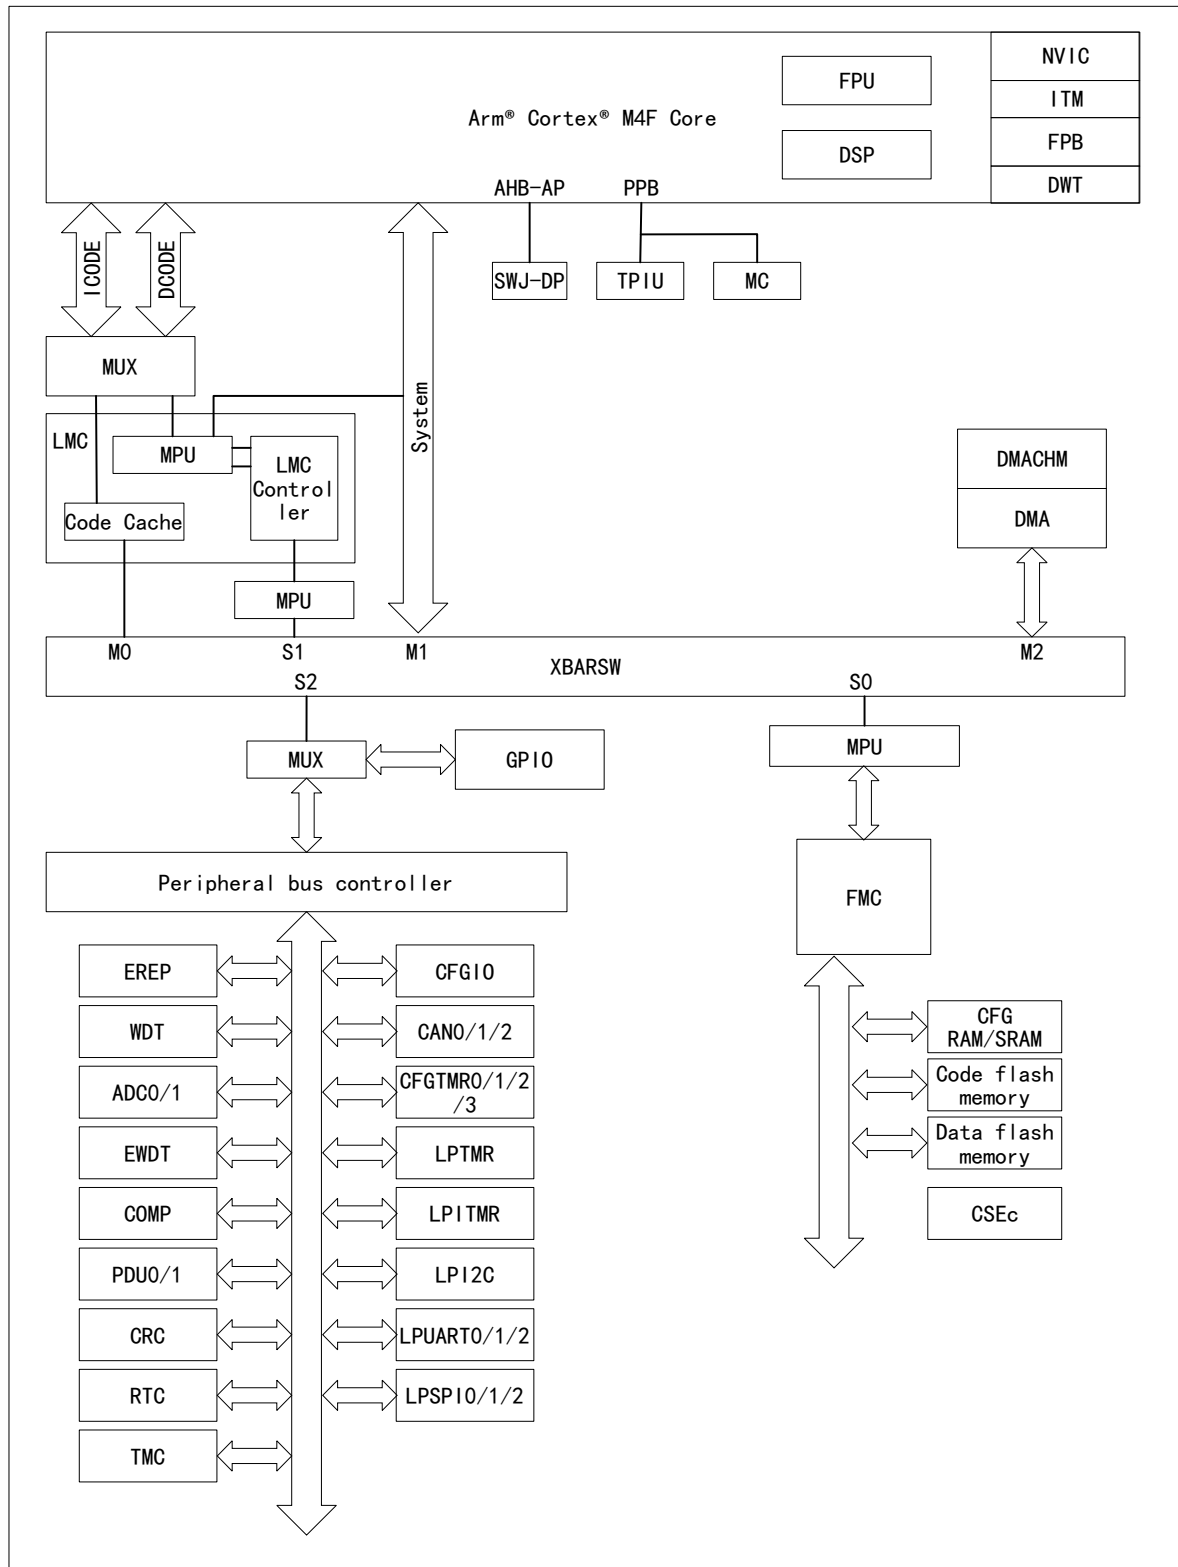 NVIC
FPU
ITM
Arm® Cortex® M4F Core
FPB
DSP
DWT
AHB-AP
PPB
ICODE
DCODE
SWJ-DP
TPIU
MC
MUX
System
LMC
MPU
LMC
Control
ler
Code Cache
DMACHM
DMA
MPU
M0
S1
M1
M2
XBARSW
S2
S0
MUX
GPIO
MPU
Peripheral bus controller
FMC
EREP
CFGIO
WDT
CAN0/1/2
ADC0/1
CFGTMR0/1/2
/3
EWDT
LPTMR
COMP
LPITMR
PDU0/1
LPI2C
CRC
LPUART0/1/2
RTC
LPSPI0/1/2
TMC
CFG
RAM/SRAM
Code flash
memory
Data flash
memory
CSEc